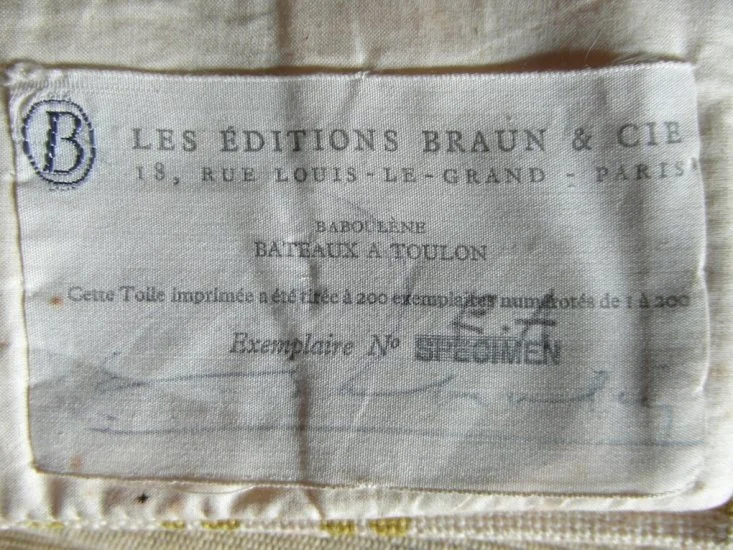 B
LES ÉDITIONS BRAUN & CIE
18, RUE LOUIS-LE-GRAND - PARIS
BABOULÈNE
BATEAUX A TOULON
Cette Toile imprimée a été tirée à 200 exemplaires numérotés de 1 à 200
E.A
Exemplaire No SPECIMEN